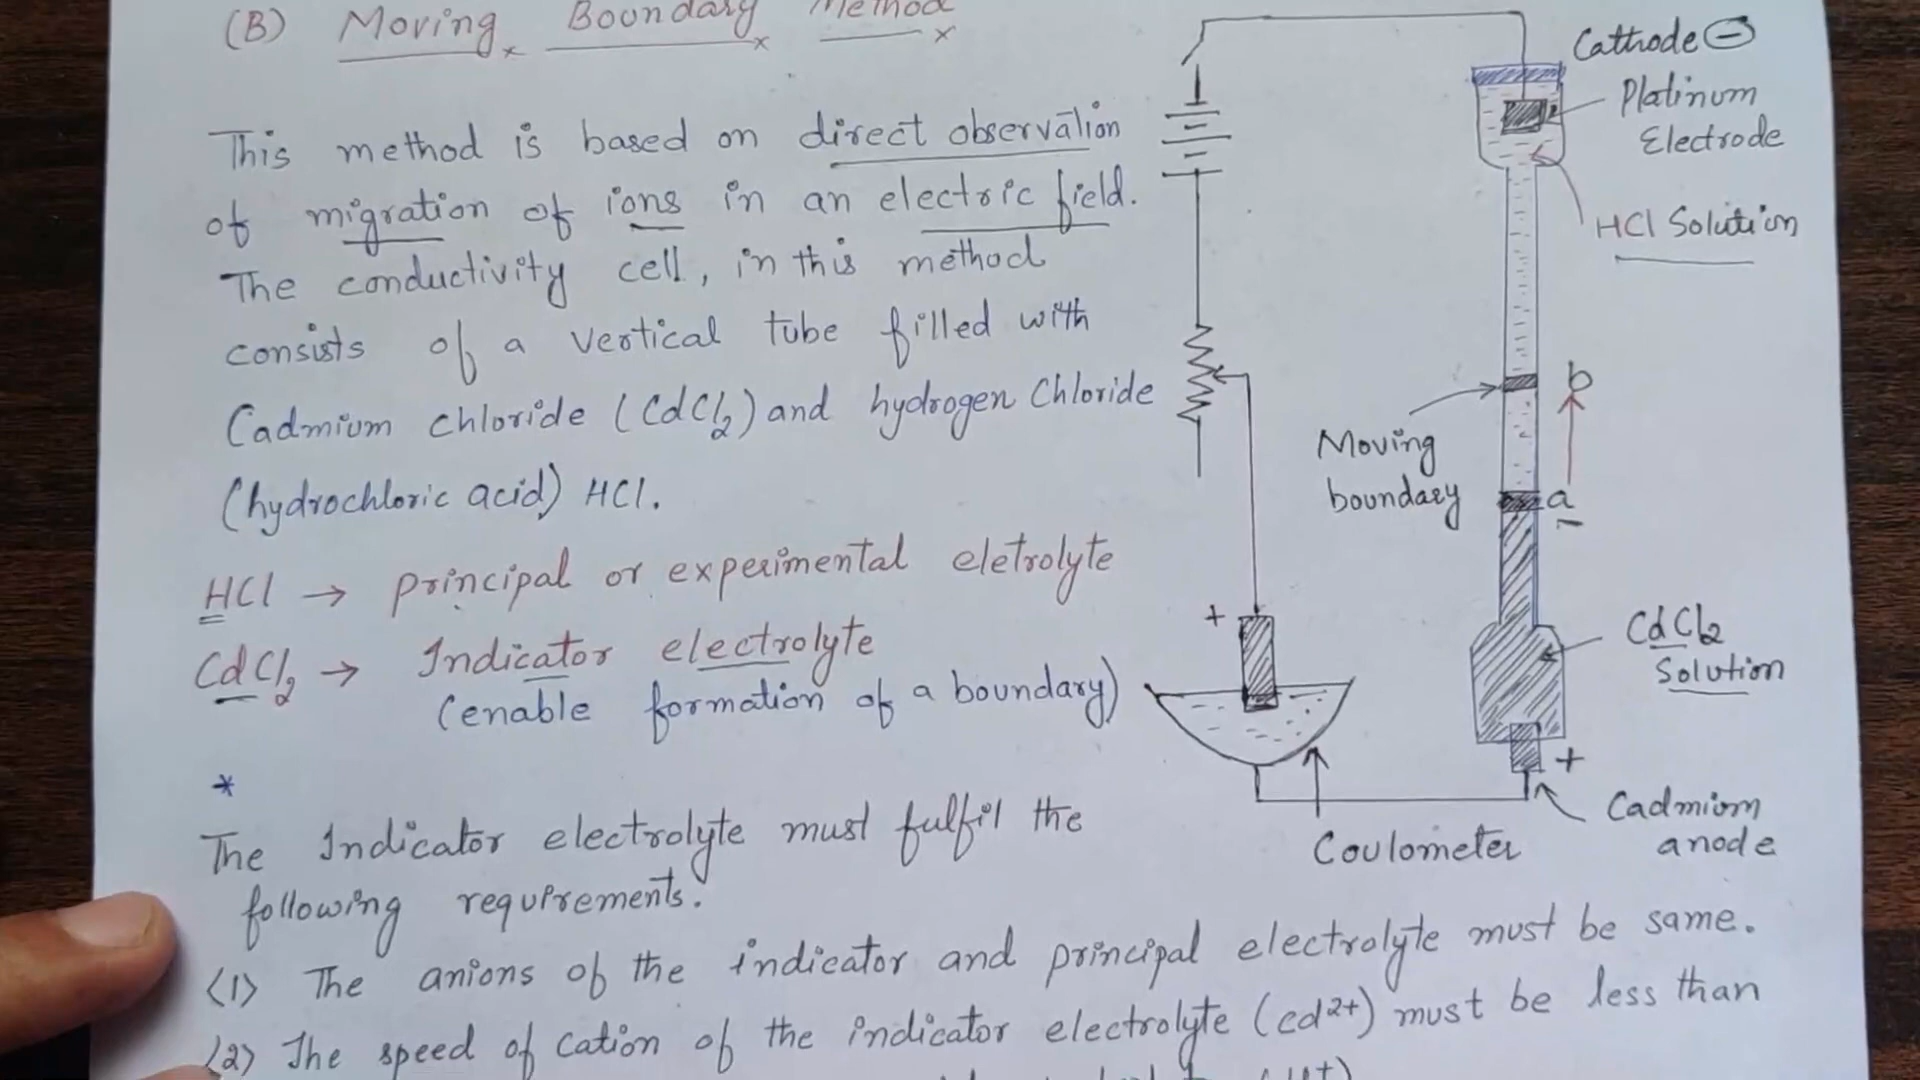 (B) Moving Boundary Method
This method is based on direct observation
of migration of ions in an electric field.
The conductivity cell, in this method
consists of a vertical tube filled with
Cadmium chloride (CdCl2) and hydrogen Chloride
(hydrochloric acid) HCl.
HCl → principal or experimental eletrolyte
CdCl2 → Indicator electrolyte
(enable formation of a boundary)
*
The Indicator electrolyte must fulfil the
following requirements.
<1> The anions of the indicator and principal electrolyte must be same.
<2> The speed of cation of the indicator electrolyte (cd2+) must be less than
Cathode ⊖
Platinum
Electrode
HCl Solution
b
Moving
boundary
a
CdCl2
Solution
+
+
Cadmium
anode
Coulometer